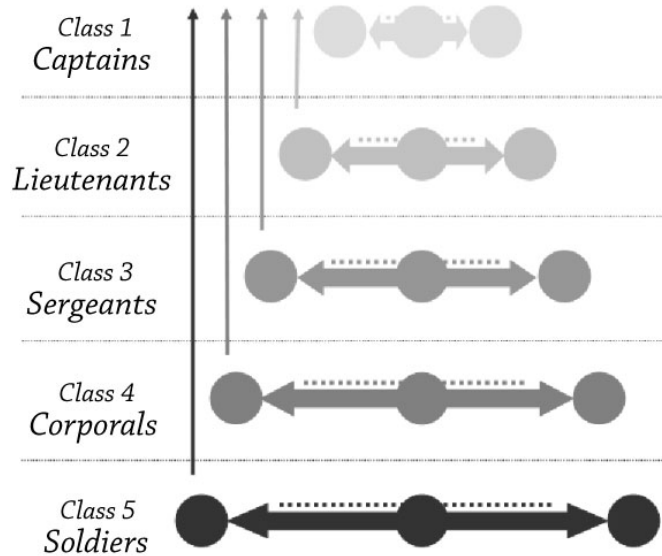 Class 1
Captains
Class 2
Lieutenants
Class 3
Sergeants
Class 4
Corporals
Class 5
Soldiers